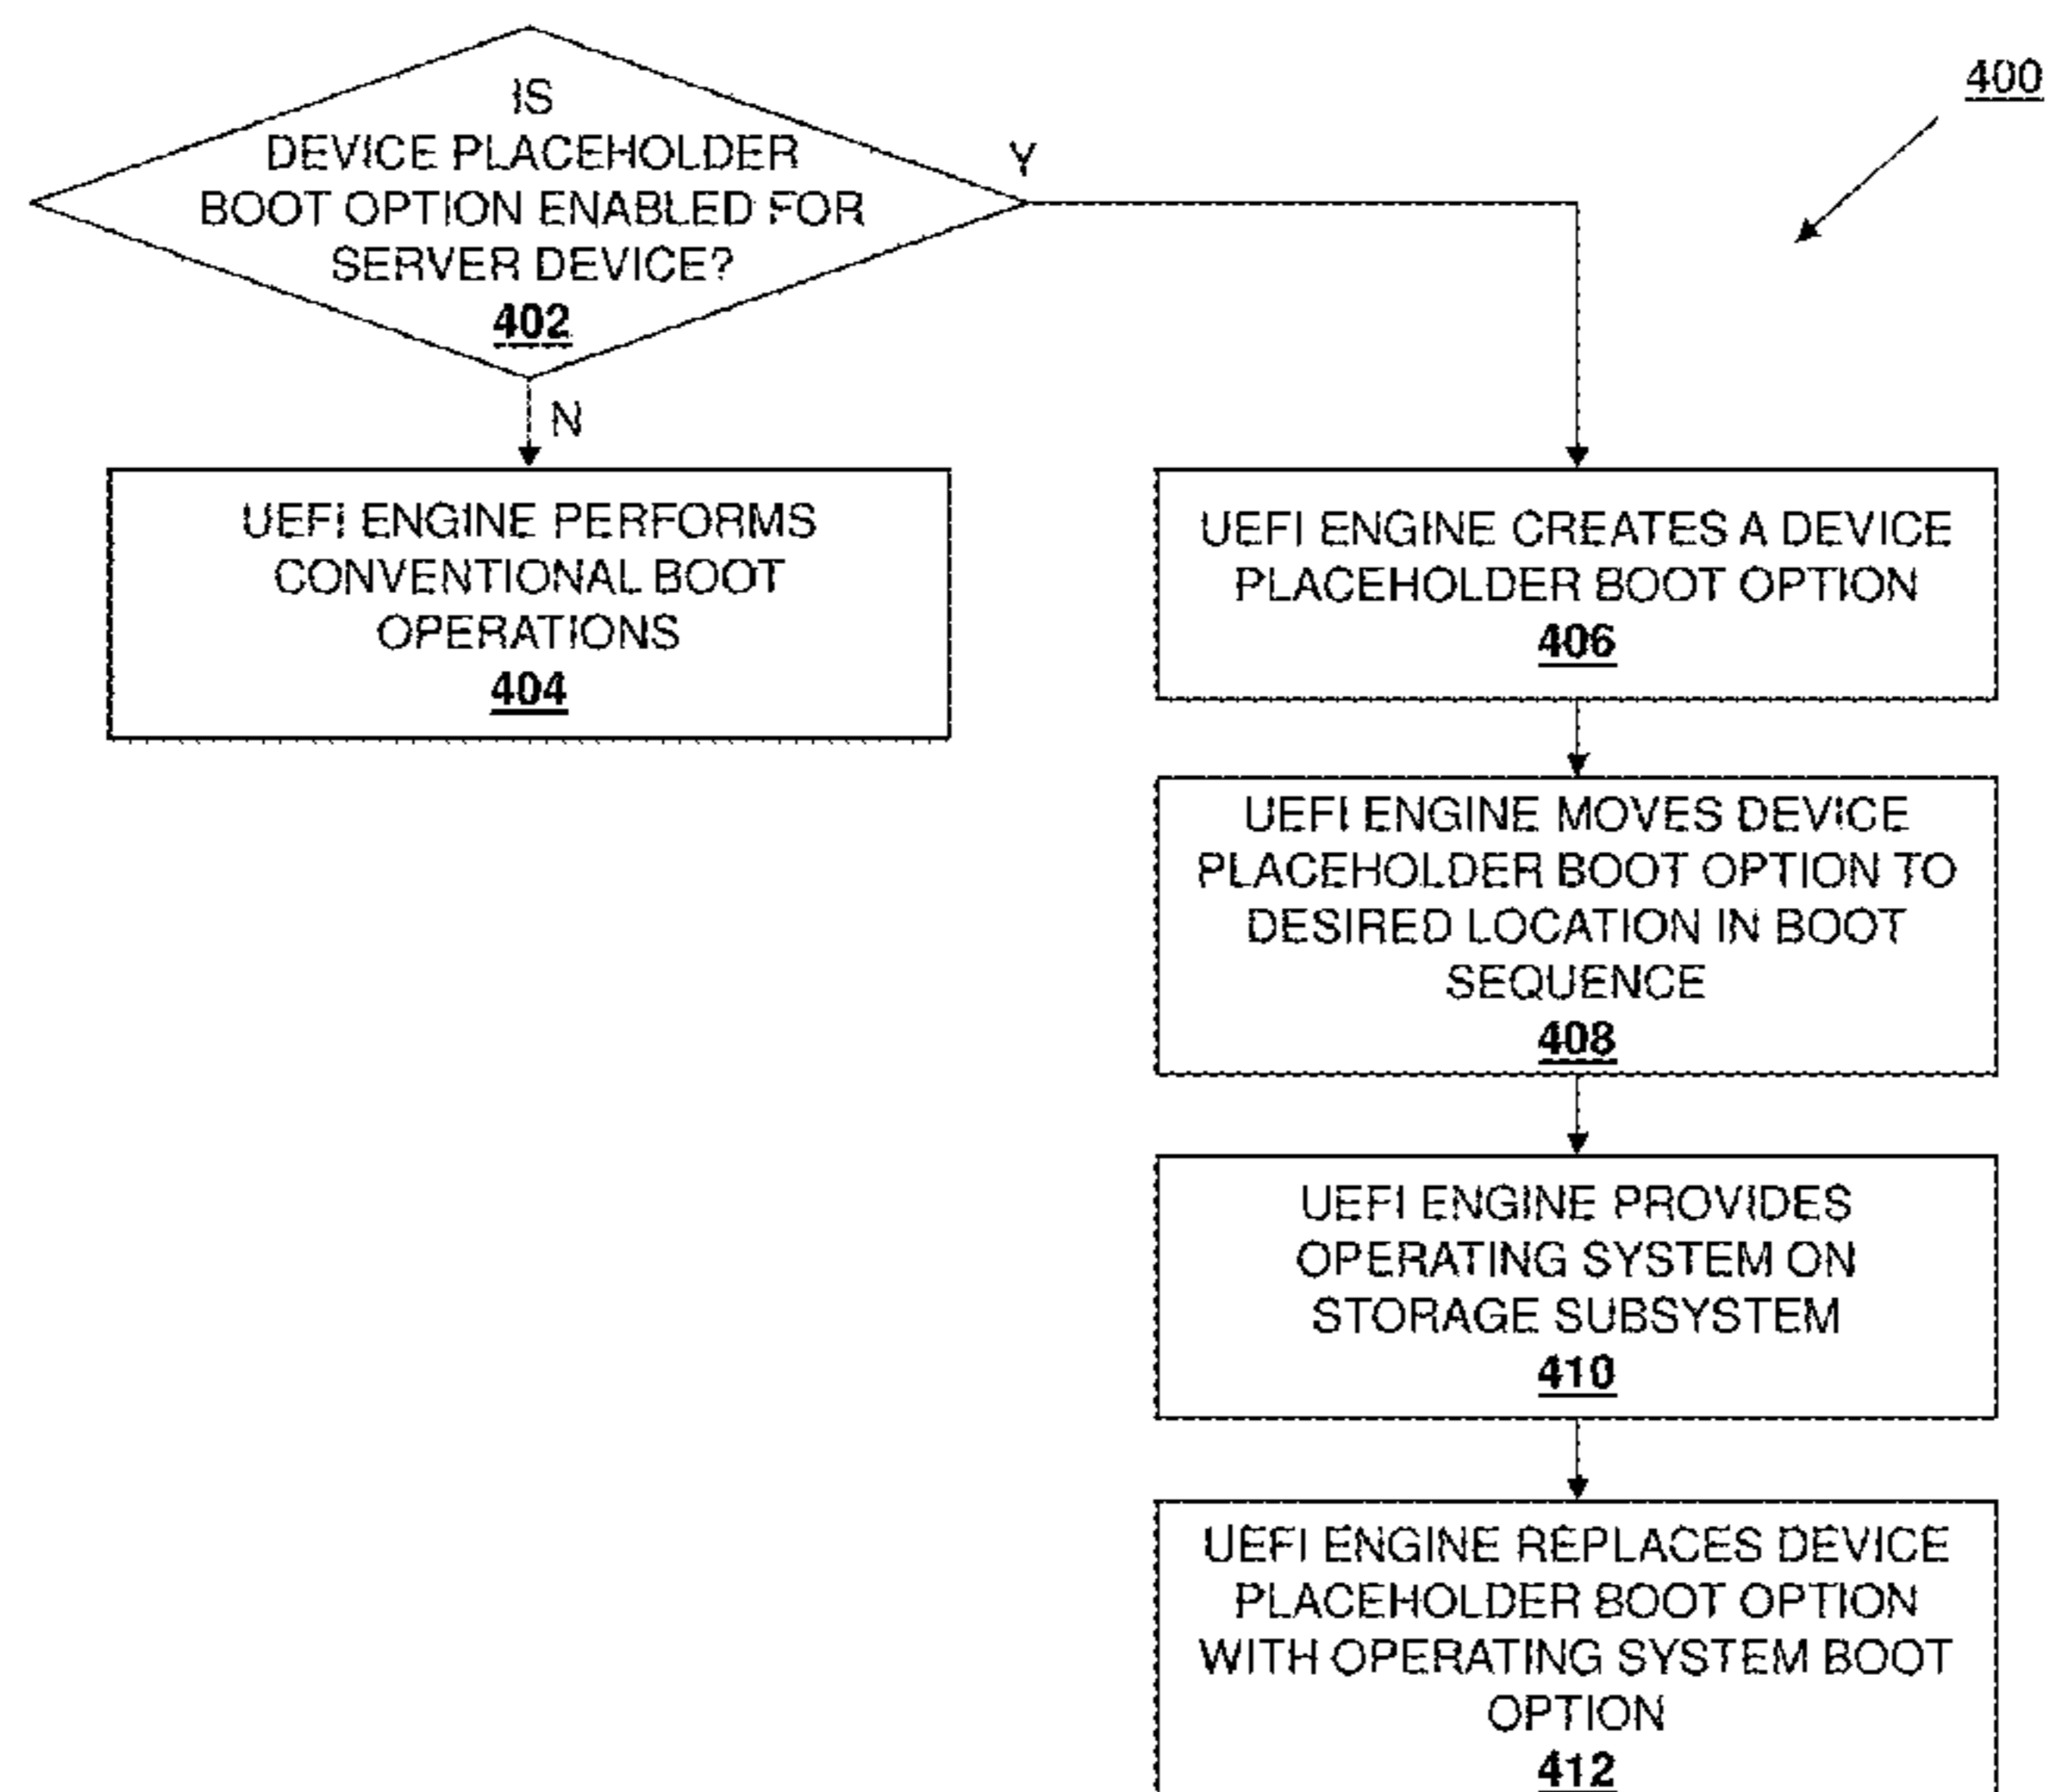 400
IS
DEVICE PLACEHOLDER
BOOT OPTION ENABLED FOR
SERVER DEVICE?
402
Y
N
UEFI ENGINE PERFORMS
CONVENTIONAL BOOT
OPERATIONS
404
UEFI ENGINE CREATES A DEVICE
PLACEHOLDER BOOT OPTION
406
UEFI ENGINE MOVES DEVICE
PLACEHOLDER BOOT OPTION TO
DESIRED LOCATION IN BOOT
SEQUENCE
408
UEFI ENGINE PROVIDES
OPERATING SYSTEM ON
STORAGE SUBSYSTEM
410
UEFI ENGINE REPLACES DEVICE
PLACEHOLDER BOOT OPTION
WITH OPERATING SYSTEM BOOT
OPTION
412